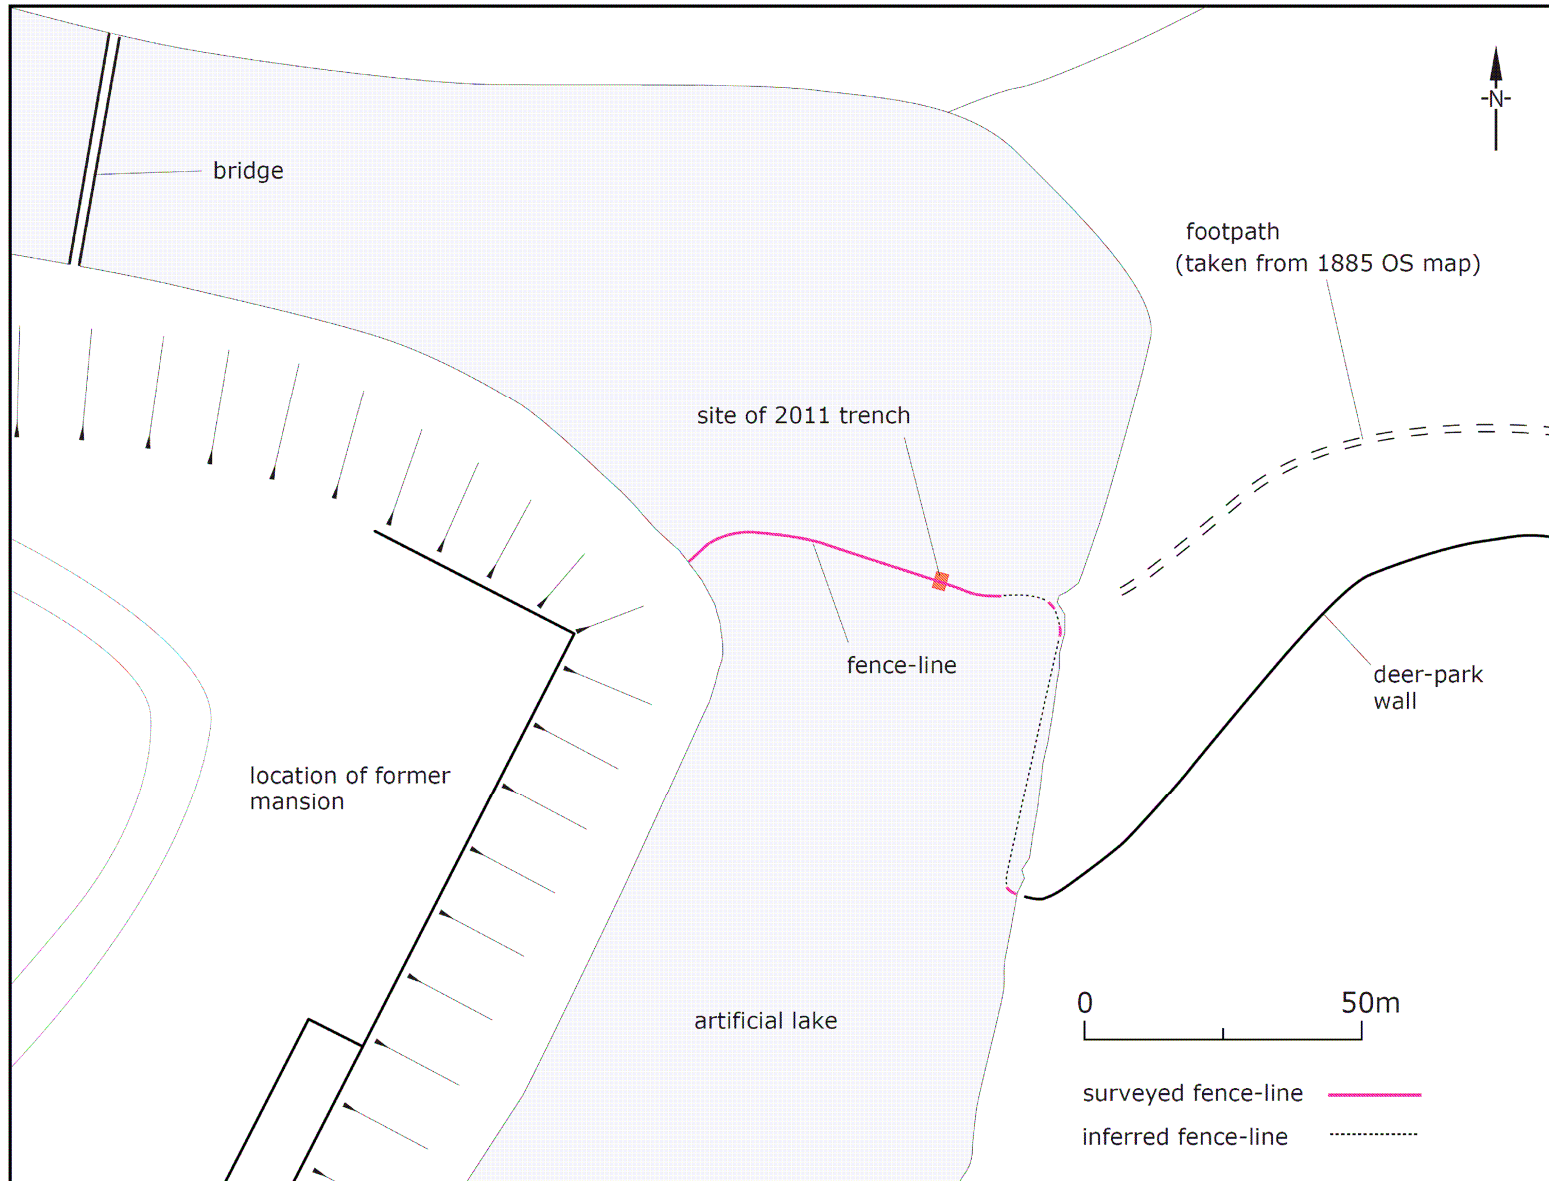 -N-
bridge
footpath
(taken from 1885 OS map)
site of 2011 trench
fence-line
deer-park
wall
location of former
mansion
artificial lake
0 50m
surveyed fence-line
inferred fence-line